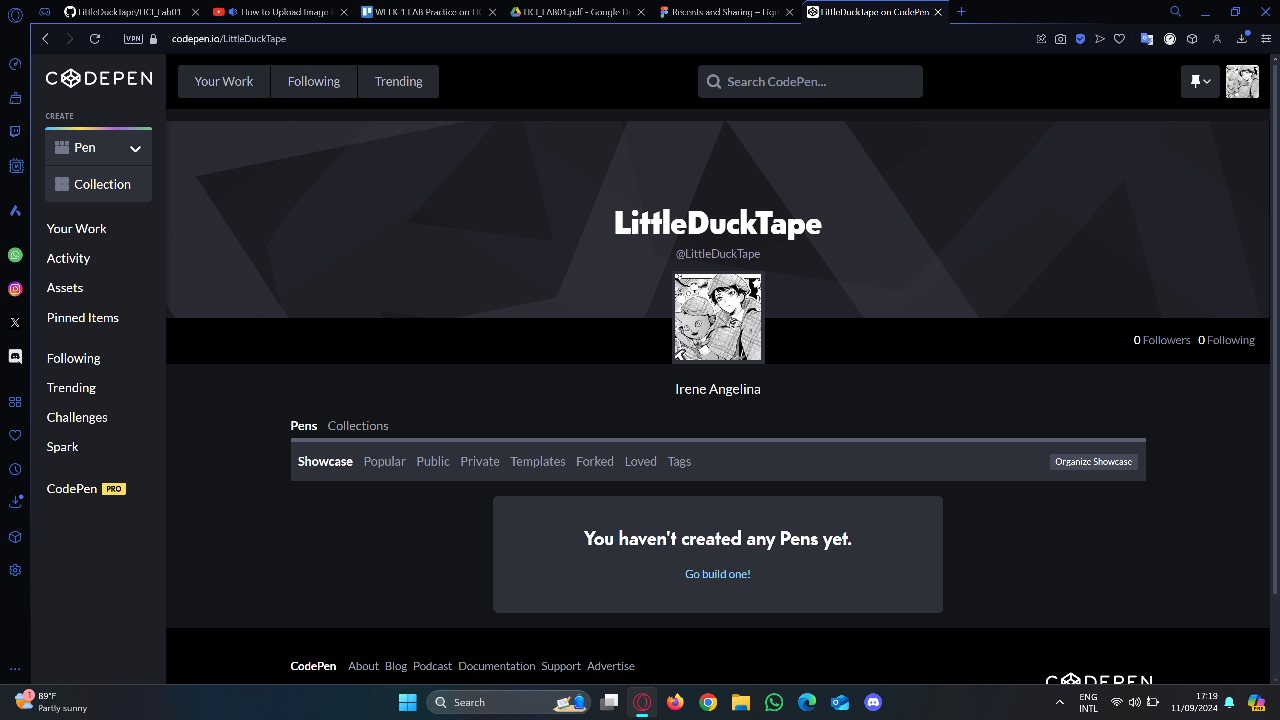 LittleDuckTape/HCI_Lab01
How to Upload Image
WEEK 1 LAB Practice on
HCI_LAB01.pdf - Google D
Recents and Sharing – Fig
LittleDuckTape on CodePen
VPN
codepen.io/LittleDuckTape
CODEPEN
Your Work
Following
Trending
Search CodePen...
CREATE
Pen
Collection
Your Work
Activity
Assets
Pinned Items
Following
Trending
Challenges
Spark
CodePen PRO
LittleDuckTape
@LittleDuckTape
0 Followers 0 Following
Irene Angelina
Pens Collections
Showcase Popular Public Private Templates Forked Loved Tags
Organize Showcase
You haven't created any Pens yet.
Go build one!
CodePen About Blog Podcast Documentation Support Advertise
CODEPEN
1
89°F
Partly sunny
Search
ENG
INTL
17:19
11/09/2024